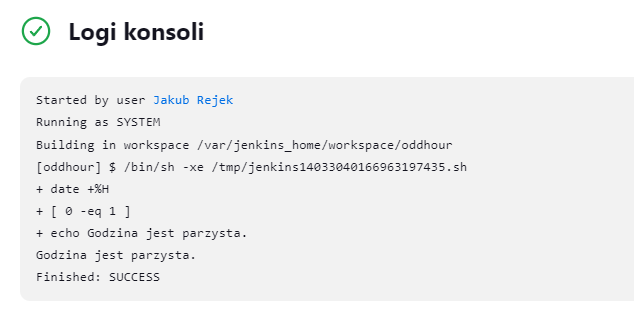 Logi konsoli
Started by user Jakub Rejek
Running as SYSTEM
Building in workspace /var/jenkins_home/workspace/oddhour
[oddhour] $ /bin/sh -xe /tmp/jenkins14033040166963197435.sh
+ date +%H
+ [ 0 -eq 1 ]
+ echo Godzina jest parzysta.
Godzina jest parzysta.
Finished: SUCCESS